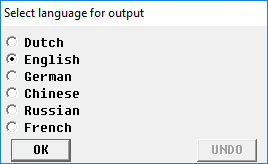 Select language for output
Dutch
English
German
Chinese
Russian
French
OK UNDO